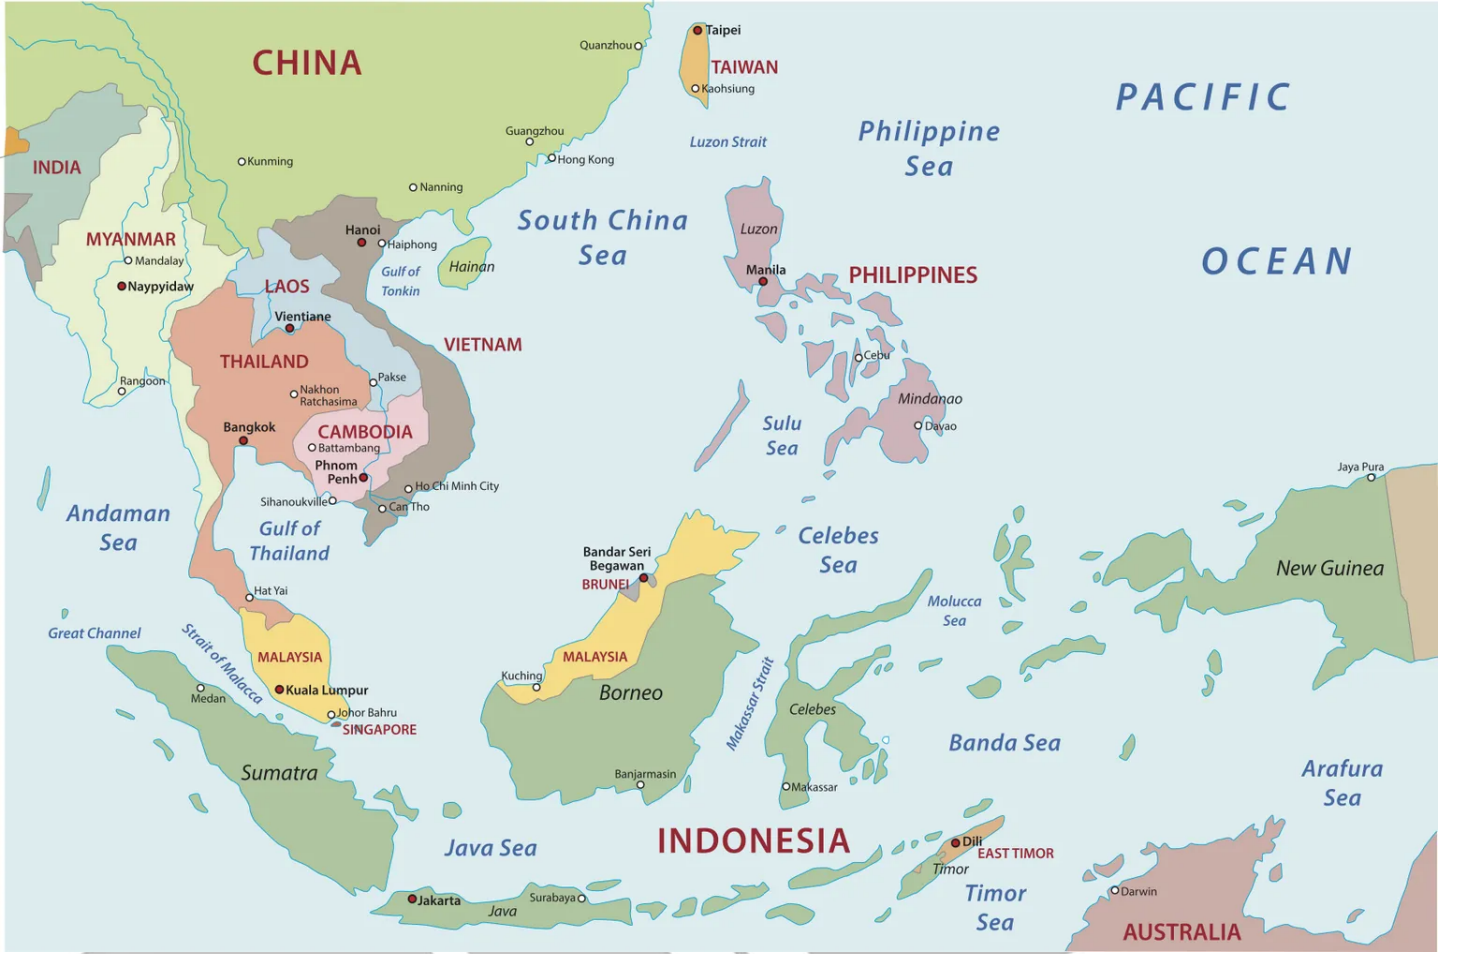 Taipei
Quanzhou
CHINA
TAIWAN
Kaohsiung
PACIFIC
Guangzhou
Luzon Strait
Philippine
Sea
Hong Kong
Kunming
INDIA
Nanning
South China
Sea
Luzon
Hanoi
MYANMAR
Haiphong
Mandalay
Hainan
OCEAN
Gulf of
Tonkin
Manila
PHILIPPINES
Naypyidaw
LAOS
Vientiane
VIETNAM
THAILAND
Cebu
Rangoon
Pakse
Nakhon
Ratchasima
Mindanao
Bangkok
CAMBODIA
Sulu
Sea
Davao
Battambang
Phnom
Penh
Jaya Pura
Ho Chi Minh City
Sihanoukville
Can Tho
Andaman
Sea
Gulf of
Thailand
Celebes
Sea
Bandar Seri
Begawan
BRUNEI
New Guinea
Hat Yai
Molucca
Sea
Great Channel
Strait of Malacca
MALAYSIA
MALAYSIA
Kuching
Kuala Lumpur
Borneo
Makassar Strait
Medan
Johor Bahru
Celebes
SINGAPORE
Banda Sea
Sumatra
Banjarmasin
Makassar
Arafura
Sea
INDONESIA
Java Sea
Dili
EAST TIMOR
Timor
Timor
Sea
Darwin
Jakarta
Java
Surabaya
AUSTRALIA